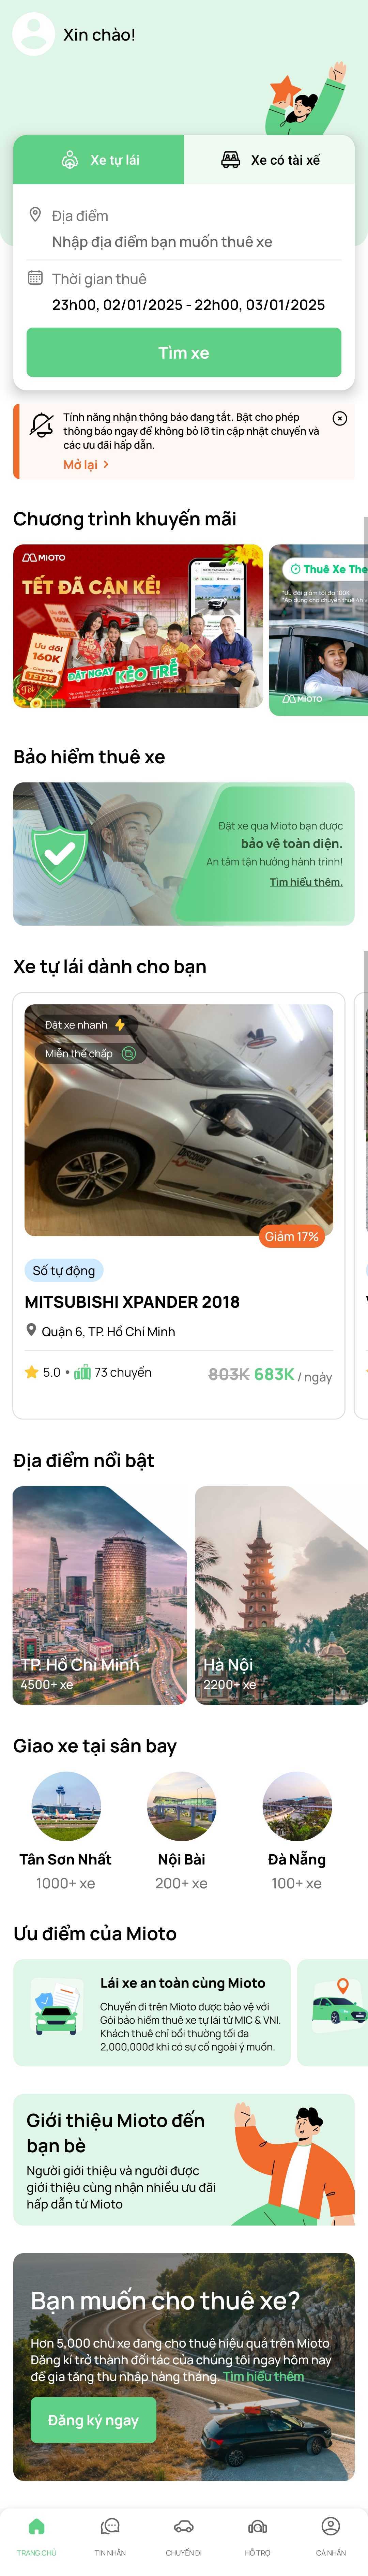 Xin chào!
Xe tự lái
Xe có tài xế
Địa điểm
Nhập địa điểm bạn muốn thuê xe
Thời gian thuê
23h00, 02/01/2025 - 22h00, 03/01/2025
Tìm xe
Tính năng nhận thông báo đang tắt. Bật cho phép
thông báo ngay để không bỏ lỡ tin cập nhật chuyến và
các ưu đãi hấp dẫn.
Mở lại >
Chương trình khuyến mãi
MIOTO
TẾT ĐÃ CẬN KỀ!
Ưu đãi
160K
TET25
ĐẶT NGAY KẺO TRỄ
Thuê Xe The
*Ưu đãi giảm tối đa 100K
*Áp dụng cho chuyến thuê 4h
MIOTO
Bảo hiểm thuê xe
Đặt xe qua Mioto bạn được
bảo vệ toàn diện.
An tâm tận hưởng hành trình!
Tìm hiểu thêm.
Xe tự lái dành cho bạn
Đặt xe nhanh
Miễn thế chấp
Giảm 17%
Số tự động
MITSUBISHI XPANDER 2018
Quận 6, TP. Hồ Chí Minh
5.0 • 73 chuyến
803K 683K / ngày
Địa điểm nổi bật
TP. Hồ Chí Minh
4500+ xe
Hà Nội
2200+ xe
Giao xe tại sân bay
Tân Sơn Nhất
1000+ xe
Nội Bài
200+ xe
Đà Nẵng
100+ xe
Ưu điểm của Mioto
Lái xe an toàn cùng Mioto
Chuyến đi trên Mioto được bảo vệ với
Gói bảo hiểm thuê xe tự lái từ MIC & VNI.
Khách thuê chỉ bồi thường tối đa
2,000,000đ khi có sự cố ngoài ý muốn.
Giới thiệu Mioto đến
bạn bè
Người giới thiệu và người được
giới thiệu cùng nhận nhiều ưu đãi
hấp dẫn từ Mioto
Bạn muốn cho thuê xe?
Hơn 5,000 chủ xe đang cho thuê hiệu quả trên Mioto
Đăng kí trở thành đối tác của chúng tôi ngay hôm nay
để gia tăng thu nhập hàng tháng. Tìm hiểu thêm
Đăng ký ngay
TRANG CHỦ
TIN NHẮN
CHUYẾN ĐI
HỖ TRỢ
CÁ NHÂN